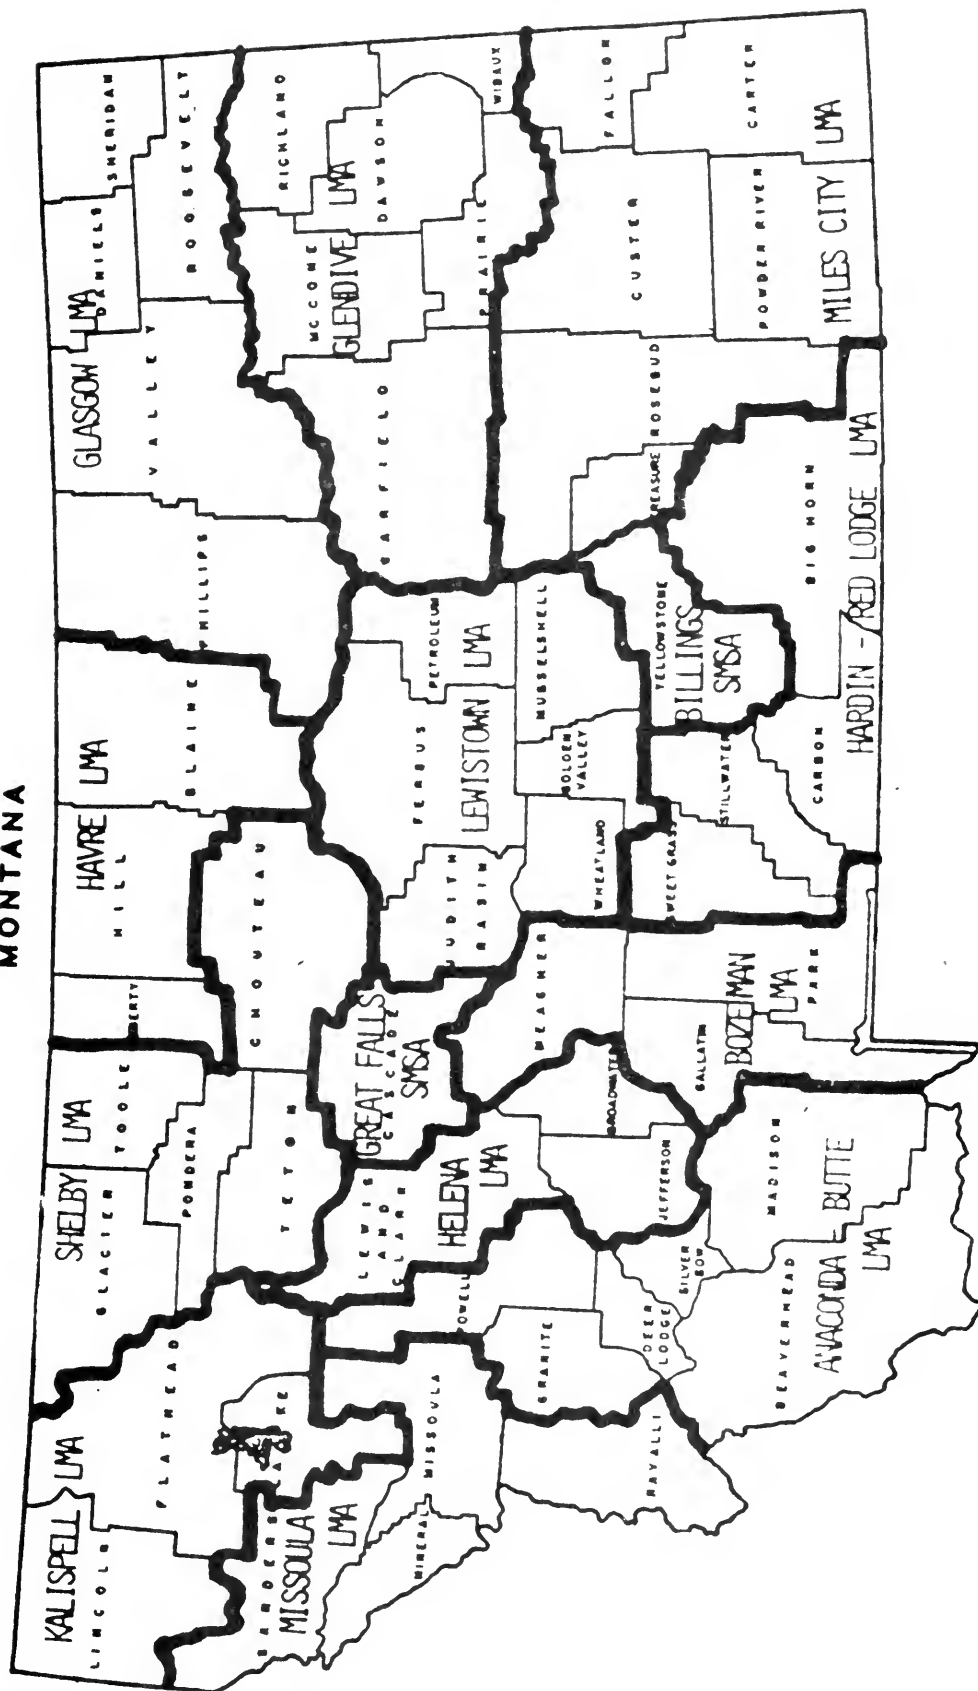 MONTANA
KALISPELL LMA
LINCOLN
FLATHEAD
SHELBY LMA
GLACIER
TOOLE
PONDERA
TETON
HAVRE LMA
HILL
BLAINE
CHOUTEAU
PHILLIPS
GLASGOW LMA
VALLEY
DANIELS
SHERIDAN
ROOSEVELT
SANDERS
MISSOULA
LMA
MINERAL
MISSOULA
RAVALLI
POWELL
GRANITE
DEER
LODGE
SILVER
BOW
BEAVERHEAD
MADISON
ANACONDA - BUTTE
LMA
LEWIS
AND
CLARK
HELENA
LMA
JEFFERSON
BROADWATER
GREAT FALLS
CASCADE
SMSA
MEAGHER
GALLATIN
BOZEMAN
LMA
PARK
JUDITH
BASIN
FERGUS
PETROLEUM
LEWISTOWN
LMA
WHEATLAND
GOLDEN
VALLEY
MUSSELSHELL
SWEET GRASS
STILLWATER
CARBON
YELLOWSTONE
BILLINGS
SMSA
BIG HORN
HARDIN - RED LODGE LMA
GARFIELD
MCCONE
GLENDIVE
LMA
RICHLAND
DAWSON
PRAIRIE
WIBAUX
ROSEBUD
CUSTER
FALLON
POWDER RIVER
CARTER
MILES CITY LMA